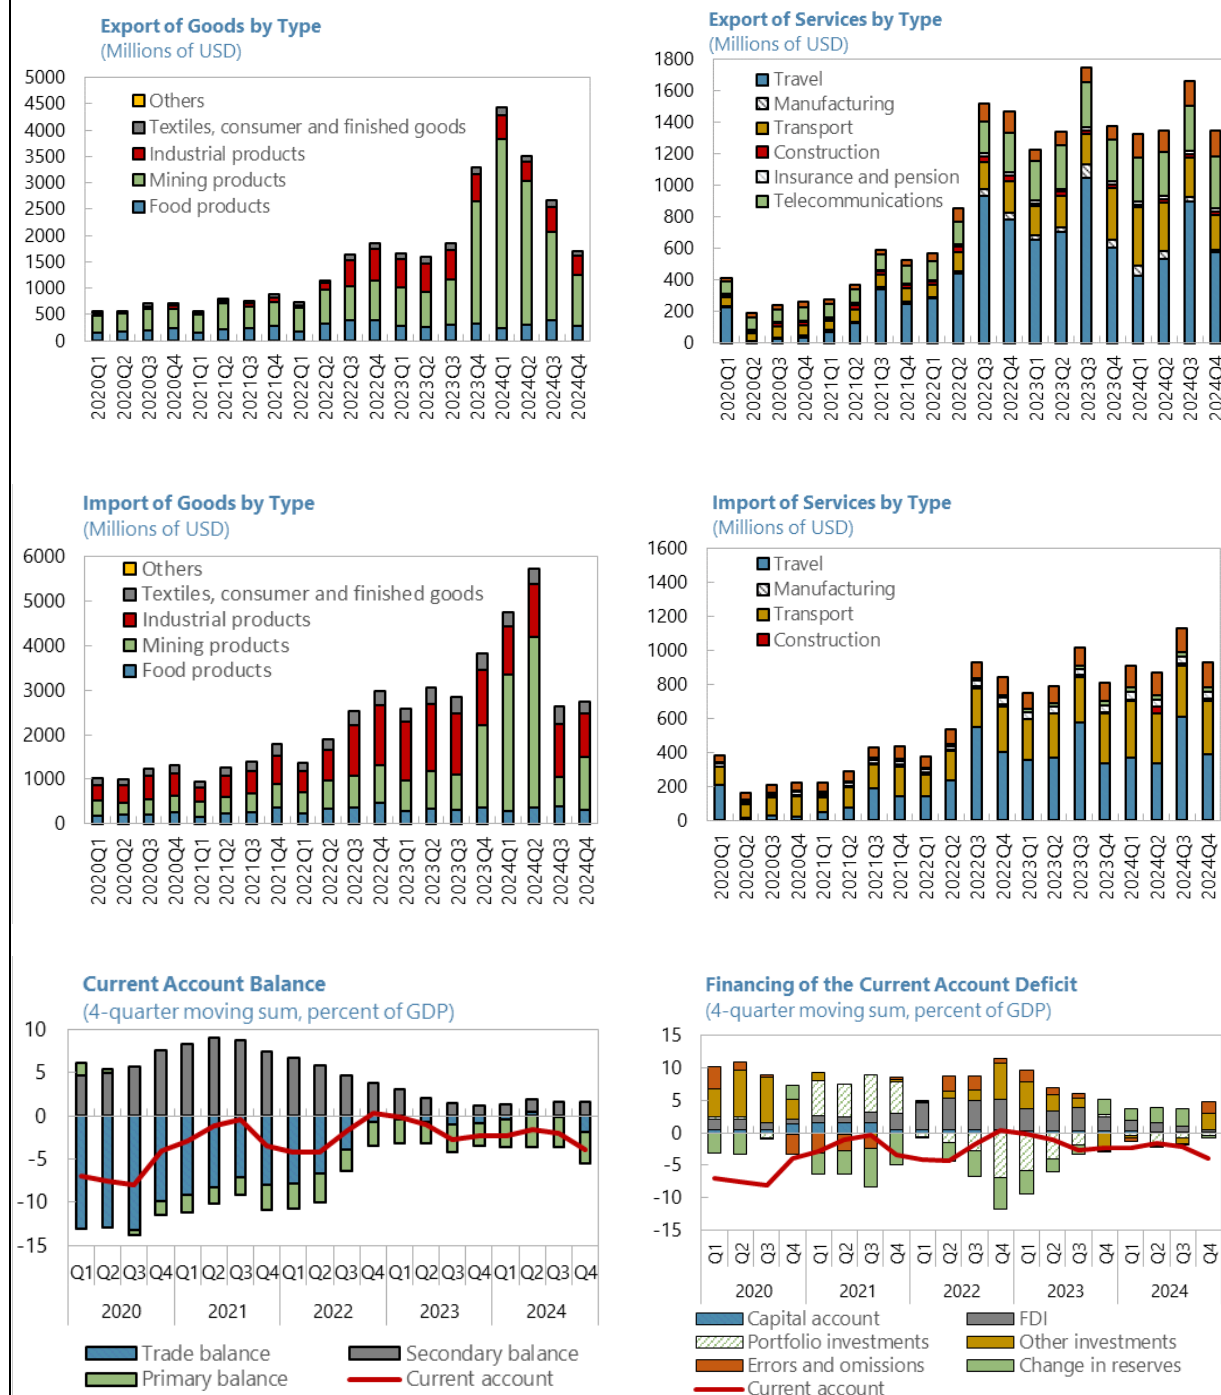 Export of Goods by Type
(Millions of USD)
5000
4500
4000
3500
3000
2500
2000
1500
1000
500
0
Others
Textiles, consumer and finished goods
Industrial products
Mining products
Food products
2020Q1
2020Q2
2020Q3
2020Q4
2021Q1
2021Q2
2021Q3
2021Q4
2022Q1
2022Q2
2022Q3
2022Q4
2023Q1
2023Q2
2023Q3
2023Q4
2024Q1
2024Q2
2024Q3
2024Q4
Export of Services by Type
(Millions of USD)
1800
1600
1400
1200
1000
800
600
400
200
0
Travel
Manufacturing
Transport
Construction
Insurance and pension
Telecommunications
2020Q1
2020Q2
2020Q3
2020Q4
2021Q1
2021Q2
2021Q3
2021Q4
2022Q1
2022Q2
2022Q3
2022Q4
2023Q1
2023Q2
2023Q3
2023Q4
2024Q1
2024Q2
2024Q3
2024Q4
Import of Goods by Type
(Millions of USD)
6000
5000
4000
3000
2000
1000
0
Others
Textiles, consumer and finished goods
Industrial products
Mining products
Food products
2020Q1
2020Q2
2020Q3
2020Q4
2021Q1
2021Q2
2021Q3
2021Q4
2022Q1
2022Q2
2022Q3
2022Q4
2023Q1
2023Q2
2023Q3
2023Q4
2024Q1
2024Q2
2024Q3
2024Q4
Import of Services by Type
(Millions of USD)
1600
1400
1200
1000
800
600
400
200
0
Travel
Manufacturing
Transport
Construction
2020Q1
2020Q2
2020Q3
2020Q4
2021Q1
2021Q2
2021Q3
2021Q4
2022Q1
2022Q2
2022Q3
2022Q4
2023Q1
2023Q2
2023Q3
2023Q4
2024Q1
2024Q2
2024Q3
2024Q4
Current Account Balance
(4-quarter moving sum, percent of GDP)
10
5
0
-5
-10
-15
Q1 Q2 Q3 Q4 Q1 Q2 Q3 Q4 Q1 Q2 Q3 Q4 Q1 Q2 Q3 Q4 Q1 Q2 Q3 Q4
2020 2021 2022 2023 2024
Trade balance Secondary balance
Primary balance Current account
Financing of the Current Account Deficit
(4-quarter moving sum, percent of GDP)
15
10
5
0
-5
-10
-15
Q1 Q2 Q3 Q4 Q1 Q2 Q3 Q4 Q1 Q2 Q3 Q4 Q1 Q2 Q3 Q4 Q1 Q2 Q3 Q4
2020 2021 2022 2023 2024
Capital account FDI
Portfolio investments Other investments
Errors and omissions Change in reserves
Current account